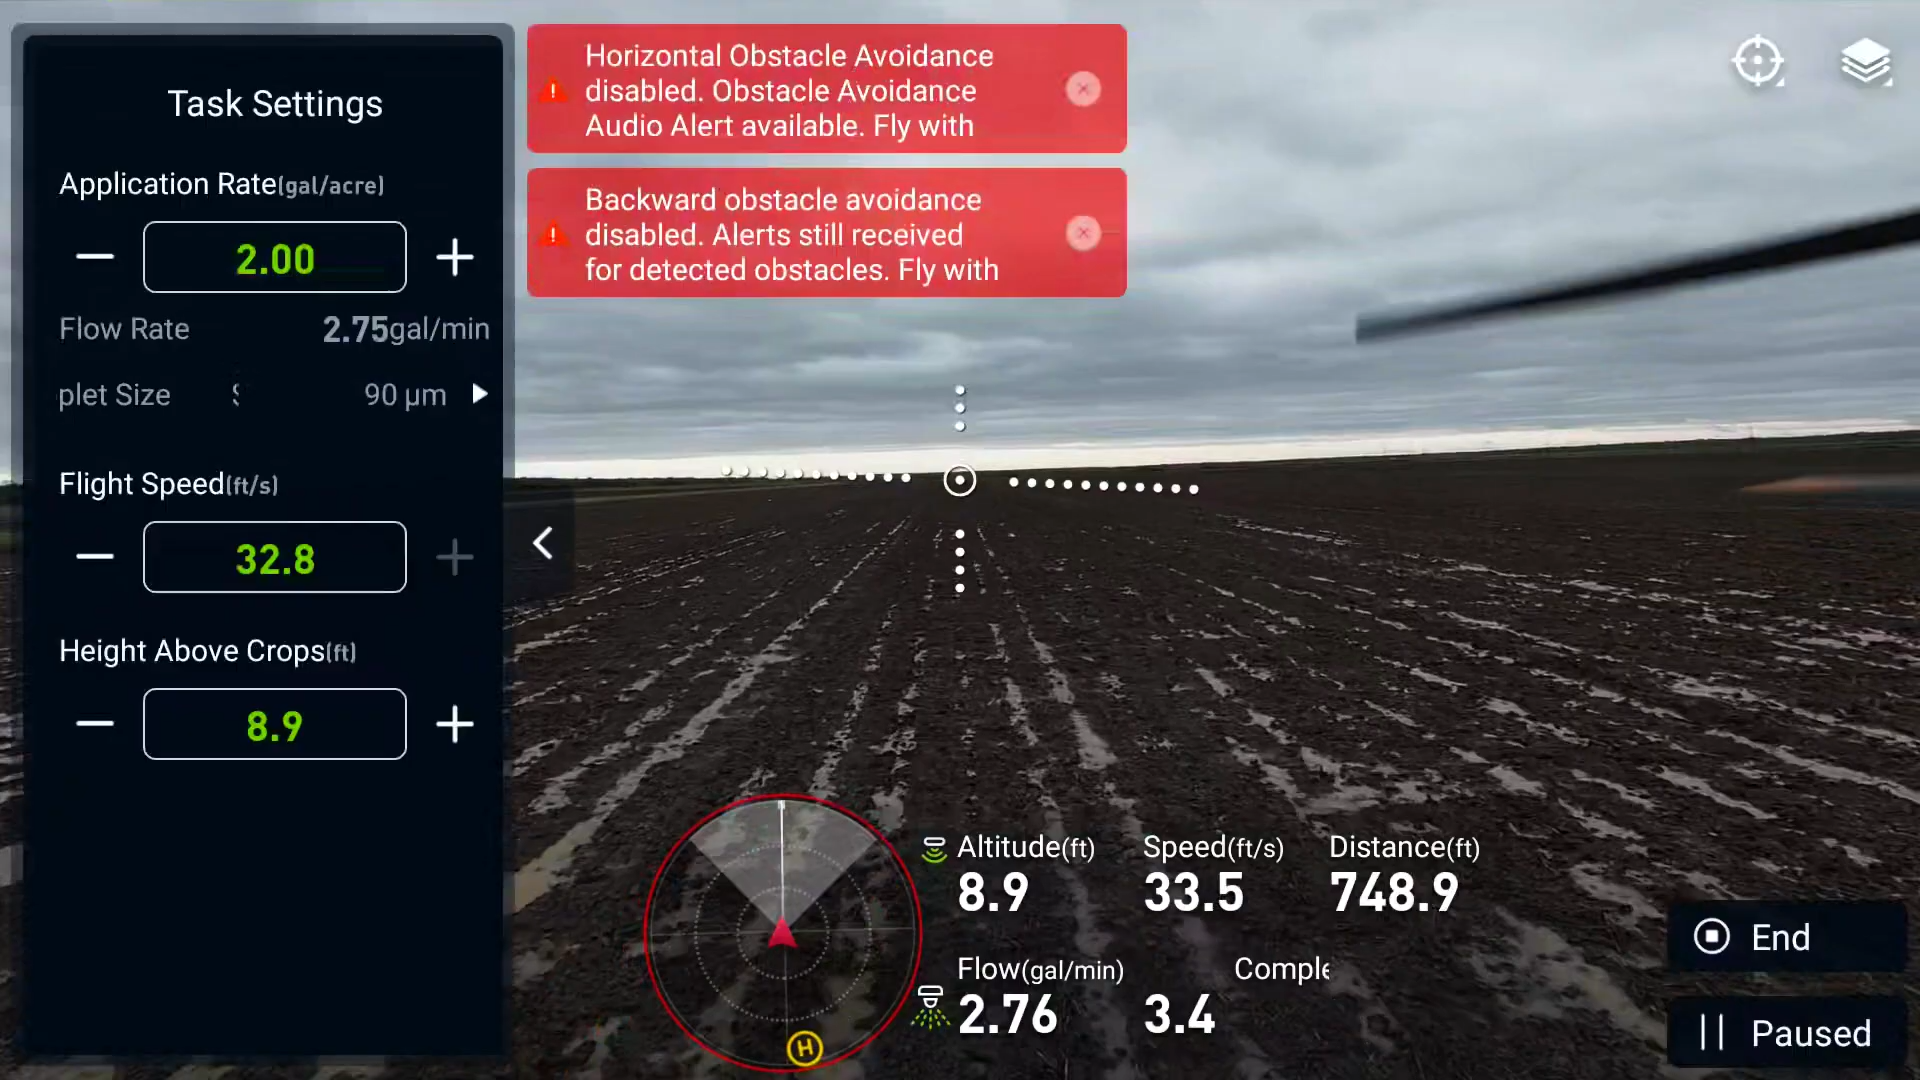 Task Settings
Application Rate(gal/acre)
2.00
Flow Rate 2.75gal/min
plet Size 90 µm
Flight Speed(ft/s)
32.8
Height Above Crops(ft)
8.9
Horizontal Obstacle Avoidance
disabled. Obstacle Avoidance
Audio Alert available. Fly with
Backward obstacle avoidance
disabled. Alerts still received
for detected obstacles. Fly with
Altitude(ft) Speed(ft/s) Distance(ft)
8.9 33.5 748.9
Flow(gal/min) Comple
2.76 3.4
H
End
Paused